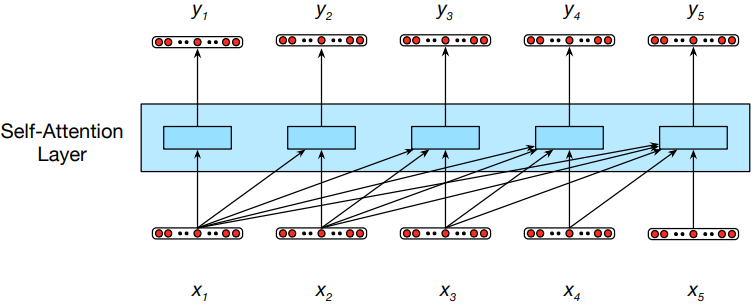 y1 y2 y3 y4 y5
Self-Attention
Layer
x1 x2 x3 x4 x5